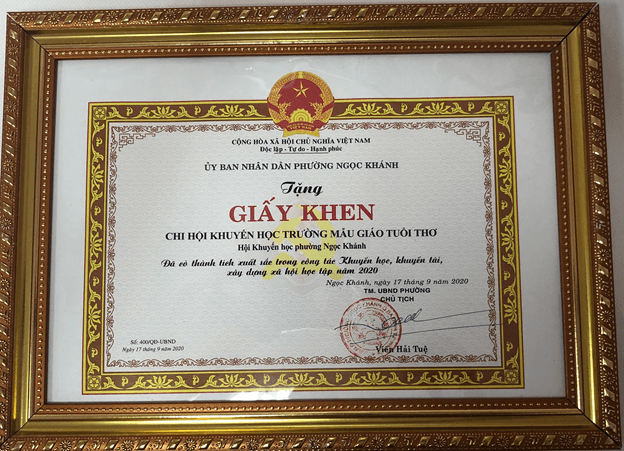 CỘNG HÒA XÃ HỘI CHỦ NGHĨA VIỆT NAM
Độc lập - Tự do - Hạnh phúc
ỦY BAN NHÂN DÂN PHƯỜNG NGỌC KHÁNH
Tặng
GIẤY KHEN
CHI HỘI KHUYẾN HỌC TRƯỜNG MẪU GIÁO TUỔI THƠ
Hội Khuyến học phường Ngọc Khánh
Đã có thành tích xuất sắc trong công tác Khuyến học, khuyến tài,
xây dựng xã hội học tập năm 2020
Ngọc Khánh, ngày 17 tháng 9 năm 2020
TM. UBND PHƯỜNG
CHỦ TỊCH
Số: 400/QĐ-UBND
Ngày 17 tháng 9 năm 2020
Viên Hải Tuệ